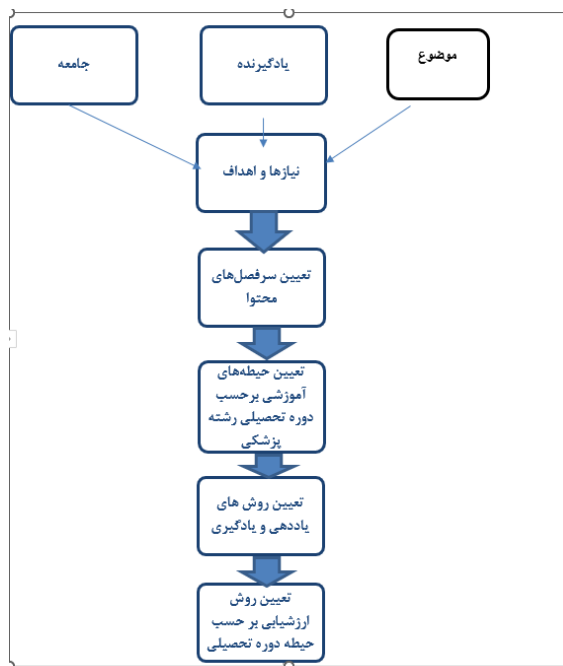 موضوع
یادگیرنده
جامعه
نیازها و اهداف
تعیین سرفصل‌های
محتوا
تعیین حیطه‌های
آموزشی برحسب
دوره تحصیلی رشته
پزشکی
تعیین روش های
یاددهی و یادگیری
تعیین روش
ارزشیابی بر حسب
حیطه دوره تحصیلی